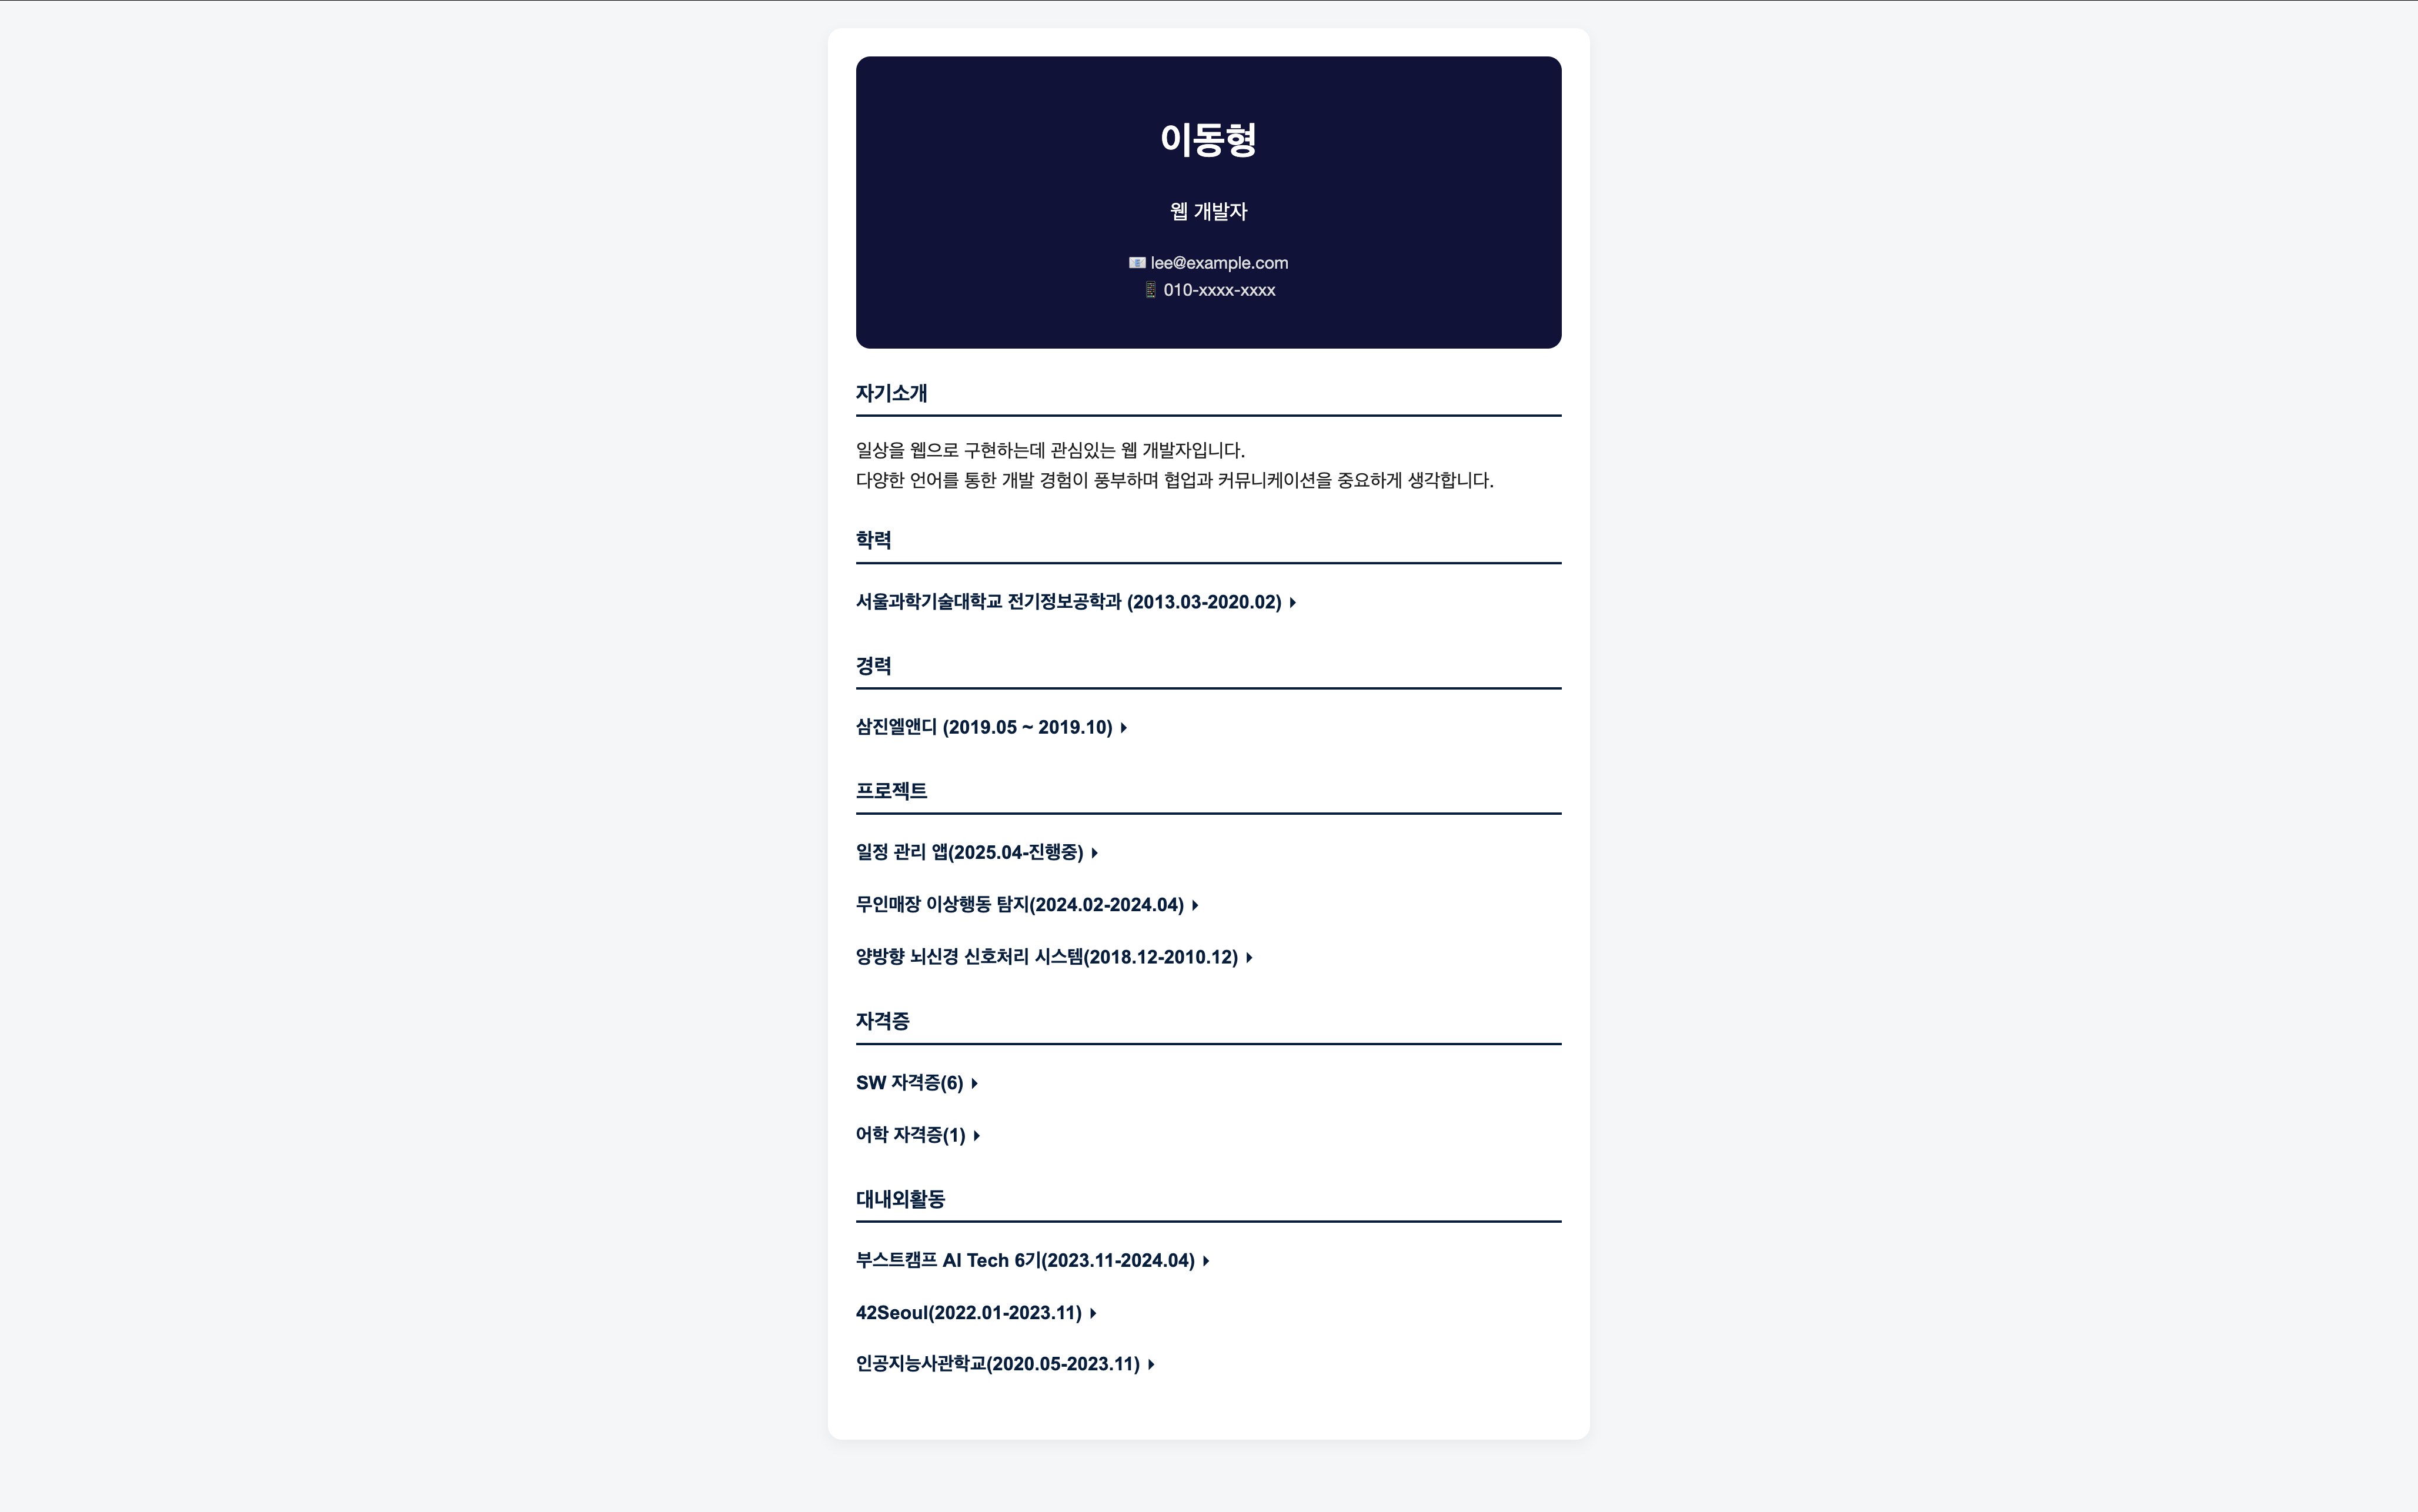 이동형
웹 개발자
📧 lee@example.com
📱 010-xxxx-xxxx
자기소개
일상을 웹으로 구현하는데 관심있는 웹 개발자입니다.
다양한 언어를 통한 개발 경험이 풍부하며 협업과 커뮤니케이션을 중요하게 생각합니다.
학력
서울과학기술대학교 전기정보공학과 (2013.03-2020.02)
경력
삼진엘앤디 (2019.05 ~ 2019.10)
프로젝트
일정 관리 앱(2025.04-진행중)
무인매장 이상행동 탐지(2024.02-2024.04)
양방향 뇌신경 신호처리 시스템(2018.12-2010.12)
자격증
SW 자격증(6)
어학 자격증(1)
대내외활동
부스트캠프 AI Tech 6기(2023.11-2024.04)
42Seoul(2022.01-2023.11)
인공지능사관학교(2020.05-2023.11)